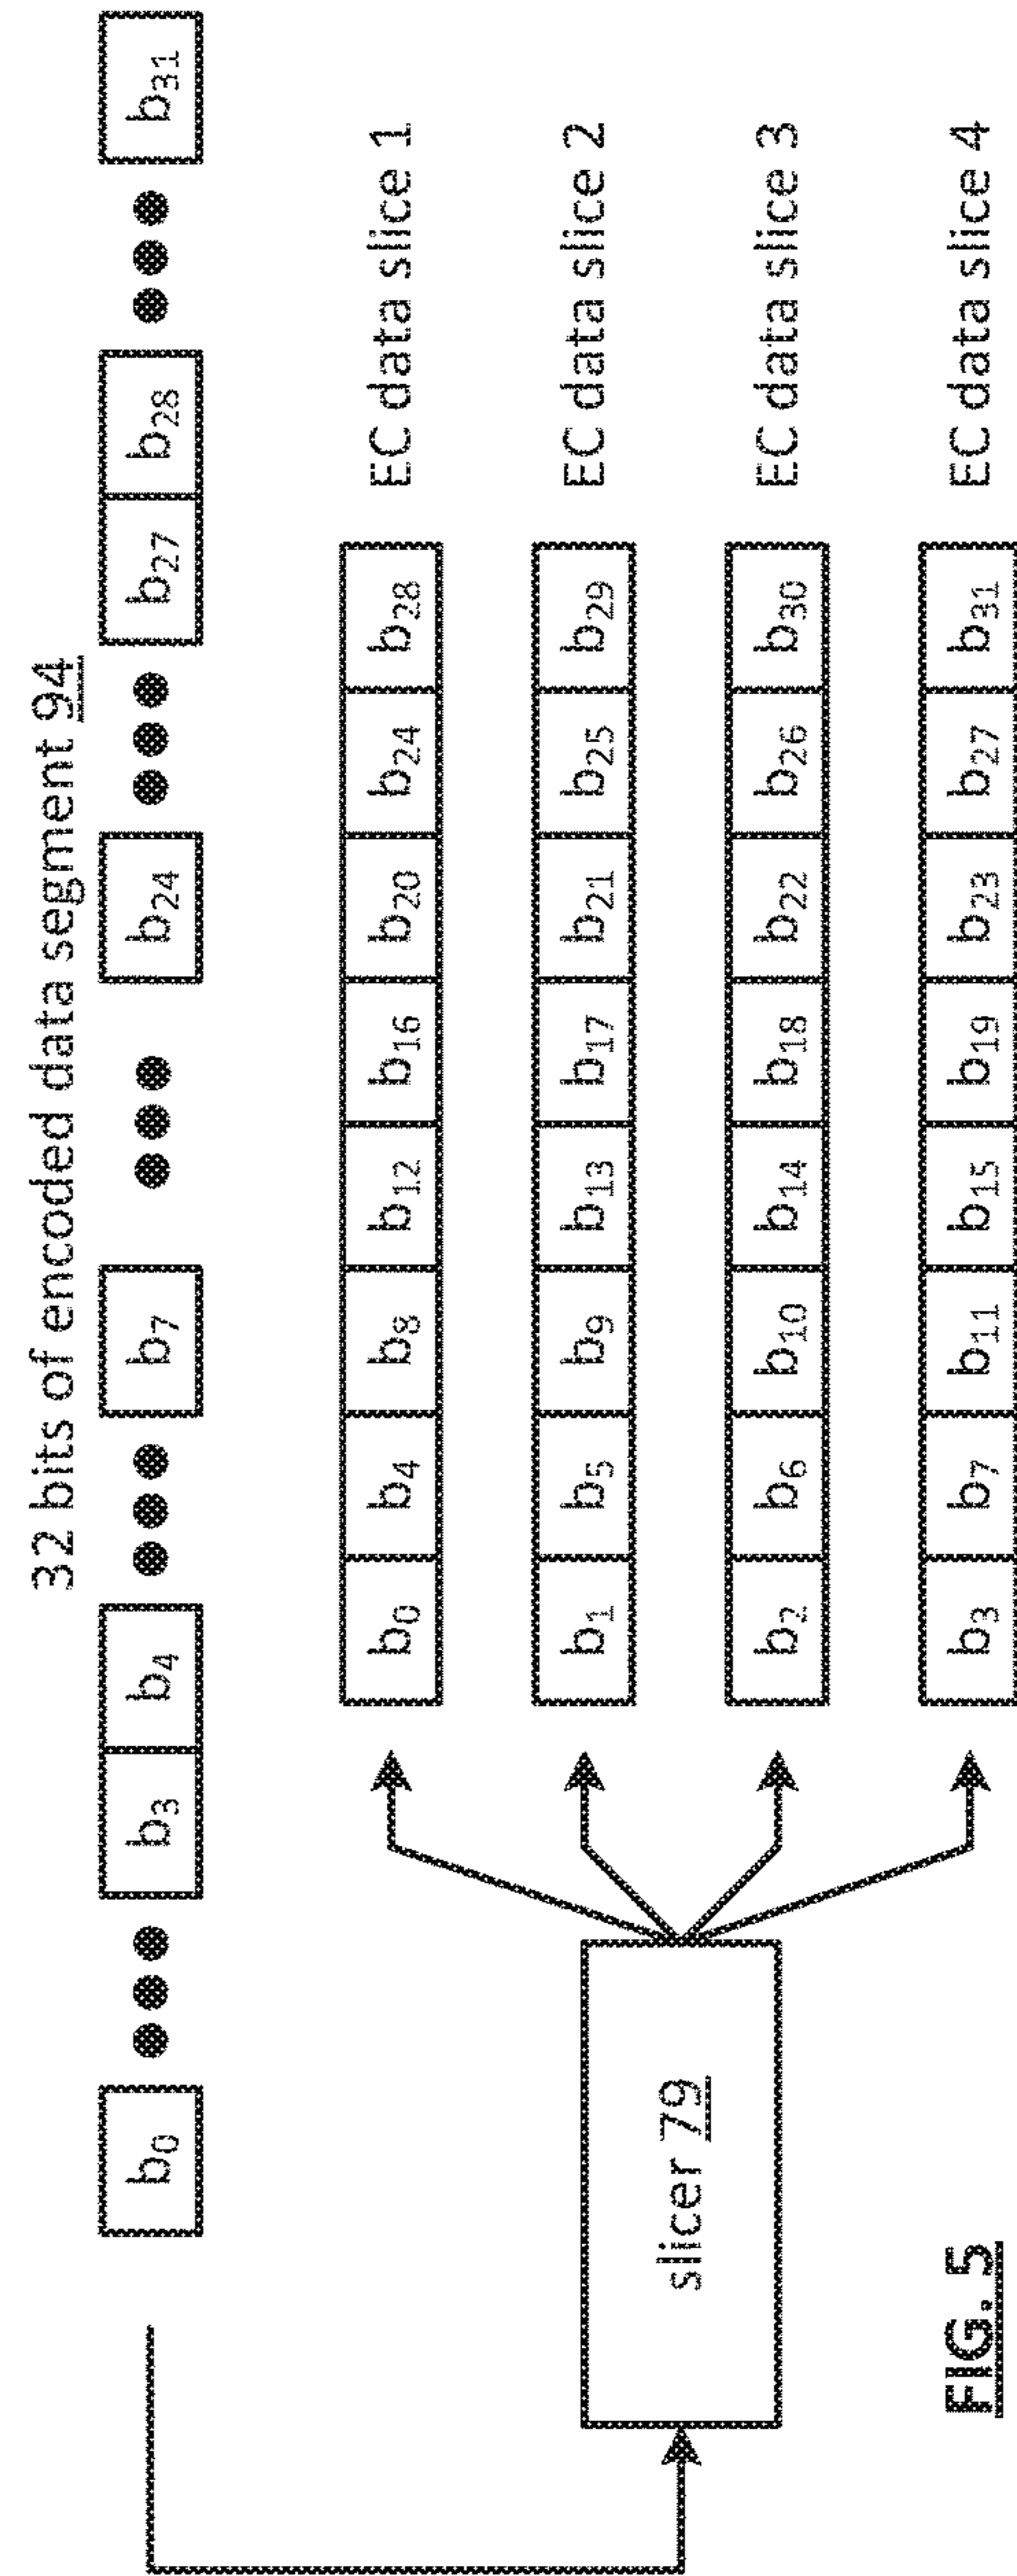 32 bits of encoded data segment 94
b0 ••• b3 b4 ••• b7 ••• b24 ••• b27 b28 ••• b31
slicer 79
b0 b4 b8 b12 b16 b20 b24 b28 EC data slice 1
b1 b5 b9 b13 b17 b21 b25 b29 EC data slice 2
b2 b6 b10 b14 b18 b22 b26 b30 EC data slice 3
b3 b7 b11 b15 b19 b23 b27 b31 EC data slice 4
FIG. 5